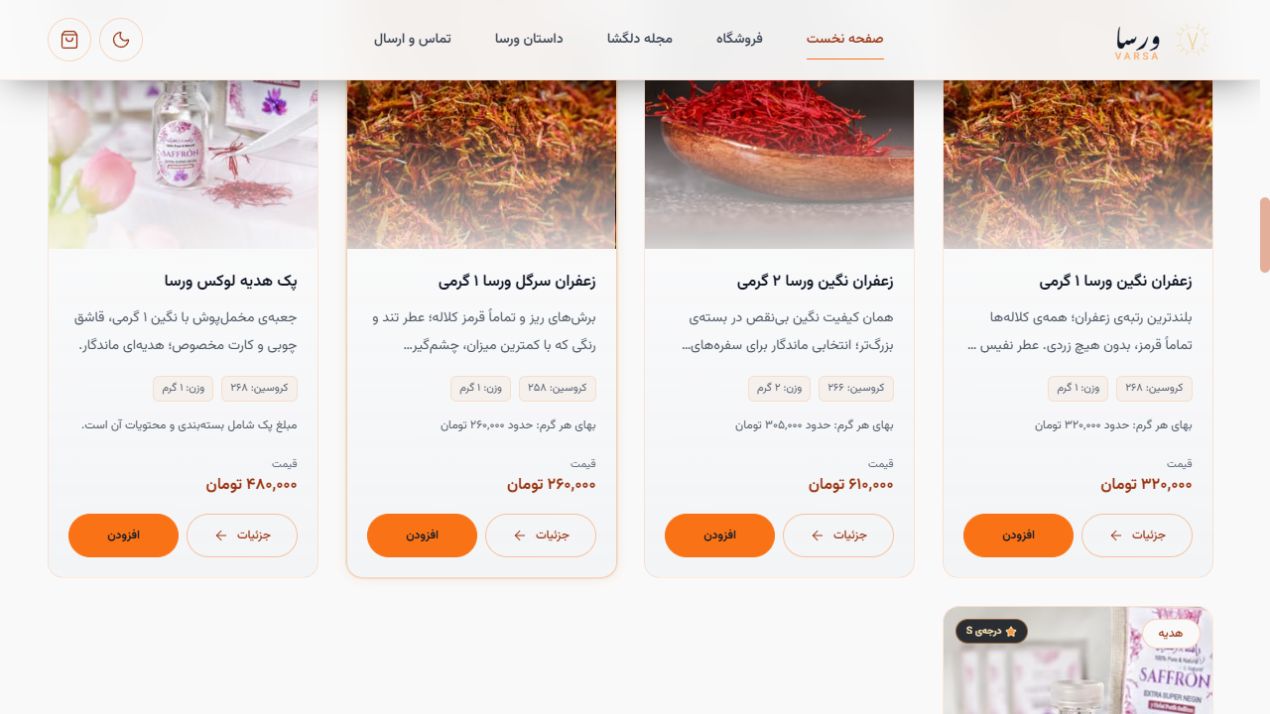 ورسا
VARSA
صفحه نخست
فروشگاه
مجله دلگشا
داستان ورسا
تماس و ارسال
زعفران نگین ورسا ۱ گرمی
بلندترین رتبه‌ی زعفران؛ همه‌ی کلاله‌ها
تماماً قرمز، بدون هیچ زردی. عطر نفیس ...
کروسین: ۲۶۸
وزن: ۱ گرم
بهای هر گرم: حدود ۳۲۰,۰۰۰ تومان
قیمت
۳۲۰,۰۰۰ تومان
جزئیات
افزودن
زعفران نگین ورسا ۲ گرمی
همان کیفیت نگین بی‌نقص در بسته‌ی
بزرگ‌تر؛ انتخابی ماندگار برای سفره‌های...
کروسین: ۲۶۶
وزن: ۲ گرم
بهای هر گرم: حدود ۳۰۵,۰۰۰ تومان
قیمت
۶۱۰,۰۰۰ تومان
جزئیات
افزودن
زعفران سرگل ورسا ۱ گرمی
برش‌های ریز و تماماً قرمز کلاله؛ عطر تند و
رنگی که با کمترین میزان، چشم‌گیر...
کروسین: ۲۵۸
وزن: ۱ گرم
بهای هر گرم: حدود ۲۶۰,۰۰۰ تومان
قیمت
۲۶۰,۰۰۰ تومان
جزئیات
افزودن
SAFFRON
پک هدیه لوکس ورسا
جعبه‌ی مخمل‌پوش با نگین ۱ گرمی، قاشق
چوبی و کارت مخصوص؛ هدیه‌ای ماندگار.
کروسین: ۲۶۸
وزن: ۱ گرم
مبلغ پک شامل بسته‌بندی و محتویات آن است.
قیمت
۴۸۰,۰۰۰ تومان
جزئیات
افزودن
هدیه
درجه‌ی S
100% Pure & Natural
SAFFRON
EXTRA SUPER NEGIN